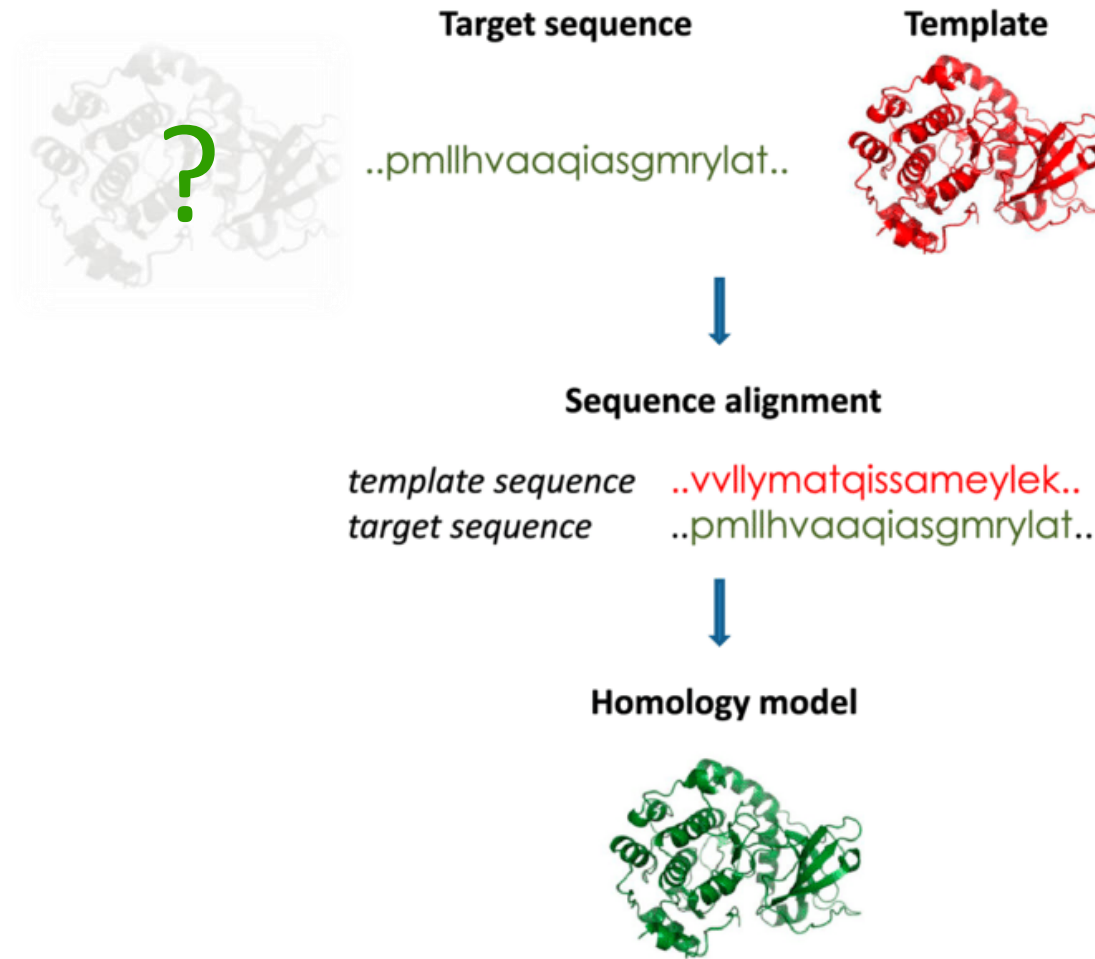 Target sequence
Template
?
..pmllhvaaqiasgmrylat..
Sequence alignment
template sequence ..vvllymatqissameylek..
target sequence ..pmllhvaaqiasgmrylat..
Homology model